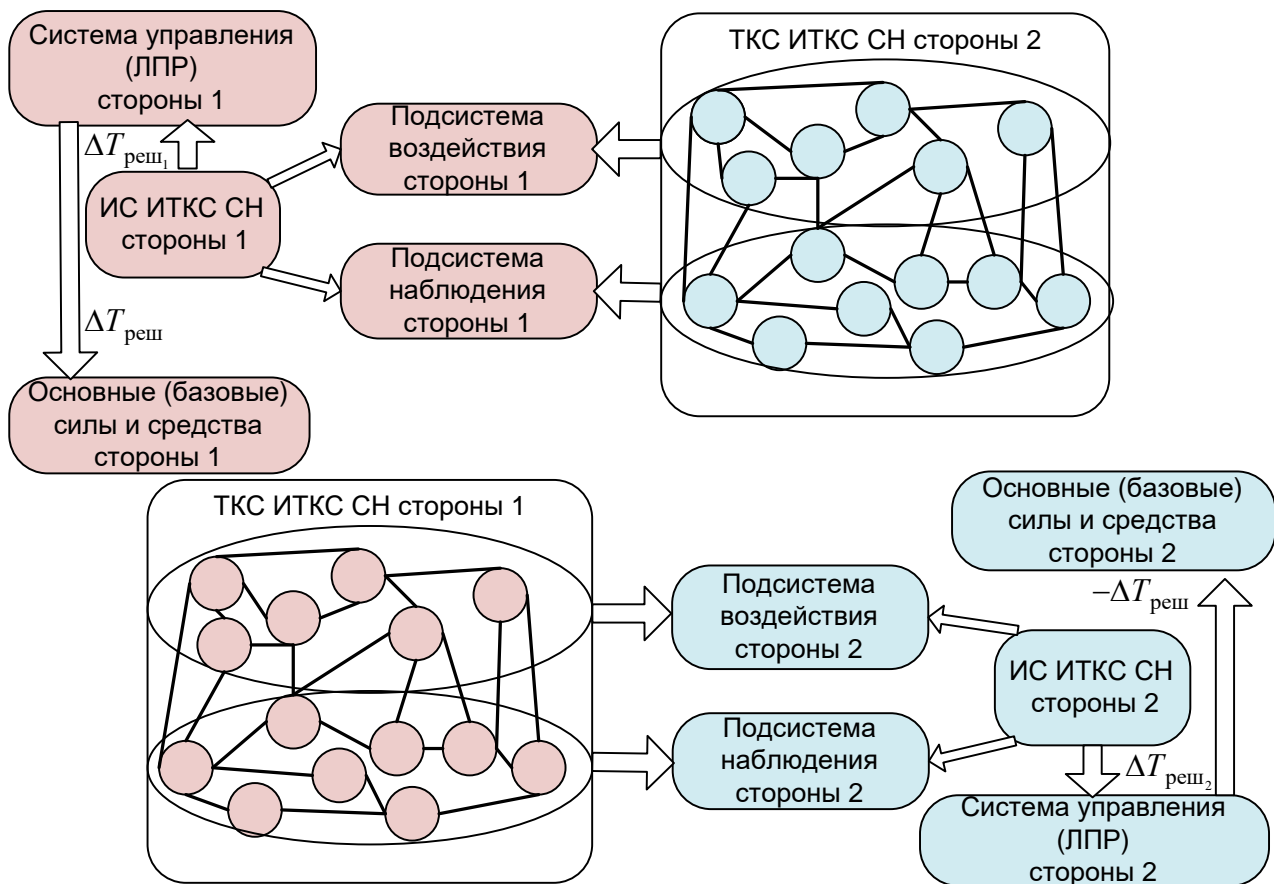 Система управления
(ЛПР)
стороны 1
ΔTреш₁
ИС ИТКС СН
стороны 1
ΔTреш
Основные (базовые)
силы и средства
стороны 1
Подсистема
воздействия
стороны 1
Подсистема
наблюдения
стороны 1
ТКС ИТКС СН стороны 2
ТКС ИТКС СН стороны 1
Подсистема
воздействия
стороны 2
Подсистема
наблюдения
стороны 2
Основные (базовые)
силы и средства
стороны 2
−ΔTреш
ИС ИТКС СН
стороны 2
ΔTреш₂
Система управления
(ЛПР)
стороны 2